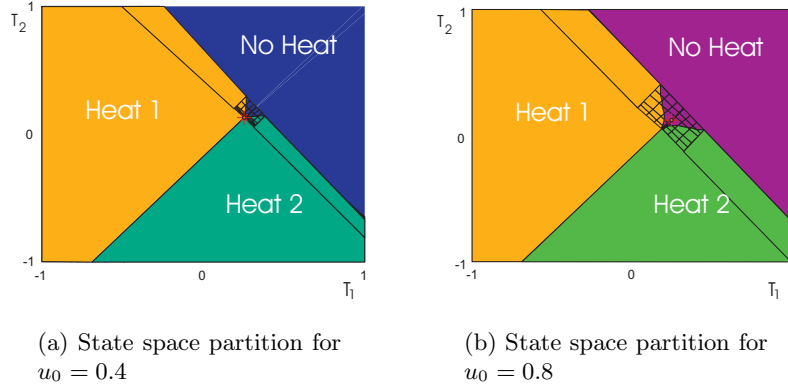 1
T2
No Heat
Heat 1
0
Heat 2
-1
-1
0
1
T1
(a) State space partition for
u0 = 0.4
1
T2
No Heat
Heat 1
0
Heat 2
-1
-1
0
T1
(b) State space partition for
u0 = 0.8